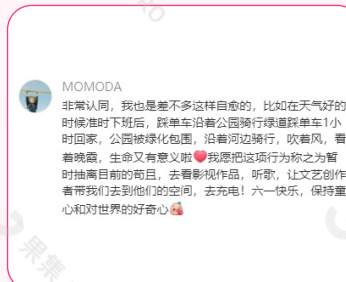 MOMODA
非常认同，我也是差不多这样自愈的，比如在天气好的
时候准时下班后，踩单车沿着公园骑行绿道踩单车1小
时回家，公园被绿化包围，沿着河边骑行，吹着风，看
着晚霞，生命又有意义啦❤️我愿把这项行为称之为暂
时抽离目前的苟且，去看影视作品，听歌，让文艺创作
者带我们去到他们的空间，去充电！六一快乐，保持童
心和对世界的好奇心
果集